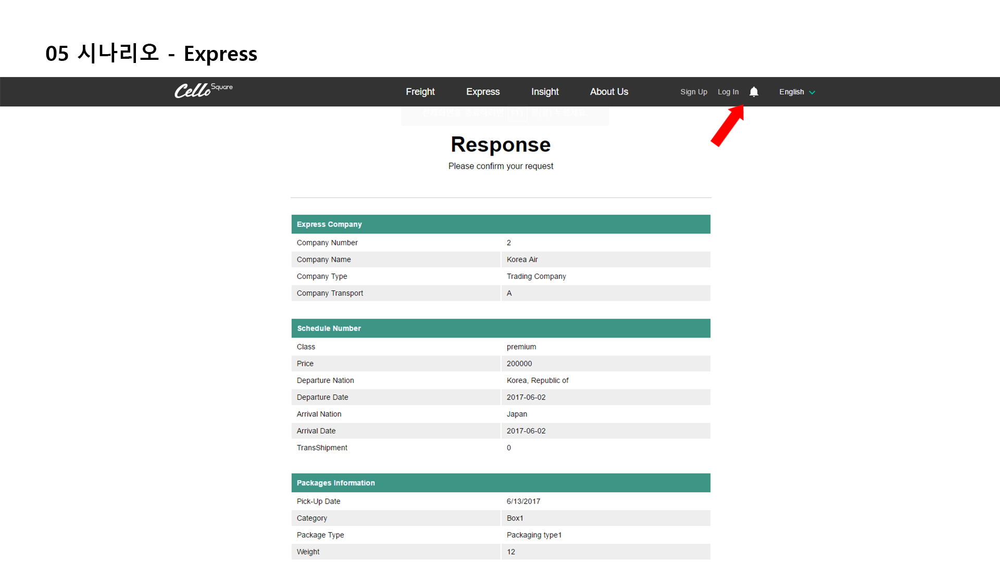 05 시나리오 - Express
Cello Square
Freight Express Insight About Us Sign Up Log In English
Response
Please confirm your request
Express Company
Company Number 2
Company Name Korea Air
Company Type Trading Company
Company Transport A
Schedule Number
Class premium
Price 200000
Departure Nation Korea, Republic of
Departure Date 2017-06-02
Arrival Nation Japan
Arrival Date 2017-06-02
TransShipment 0
Packages Information
Pick-Up Date 6/13/2017
Category Box1
Package Type Packaging type1
Weight 12